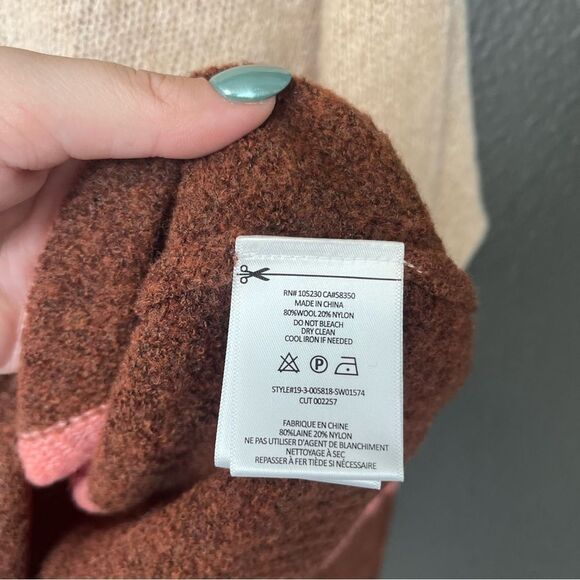 RN# 105230 CA#58350
MADE IN CHINA
80%WOOL 20% NYLON
DO NOT BLEACH
DRY CLEAN
COOL IRON IF NEEDED
P
STYLE#19-3-005818-SW01574
CUT 002257
FABRIQUE EN CHINE
80%LAINE 20% NYLON
NE PAS UTILISER D'AGENT DE BLANCHIMENT
NETTOYAGE À SEC
REPASSER À FER TIÈDE SI NÉCESSAIRE